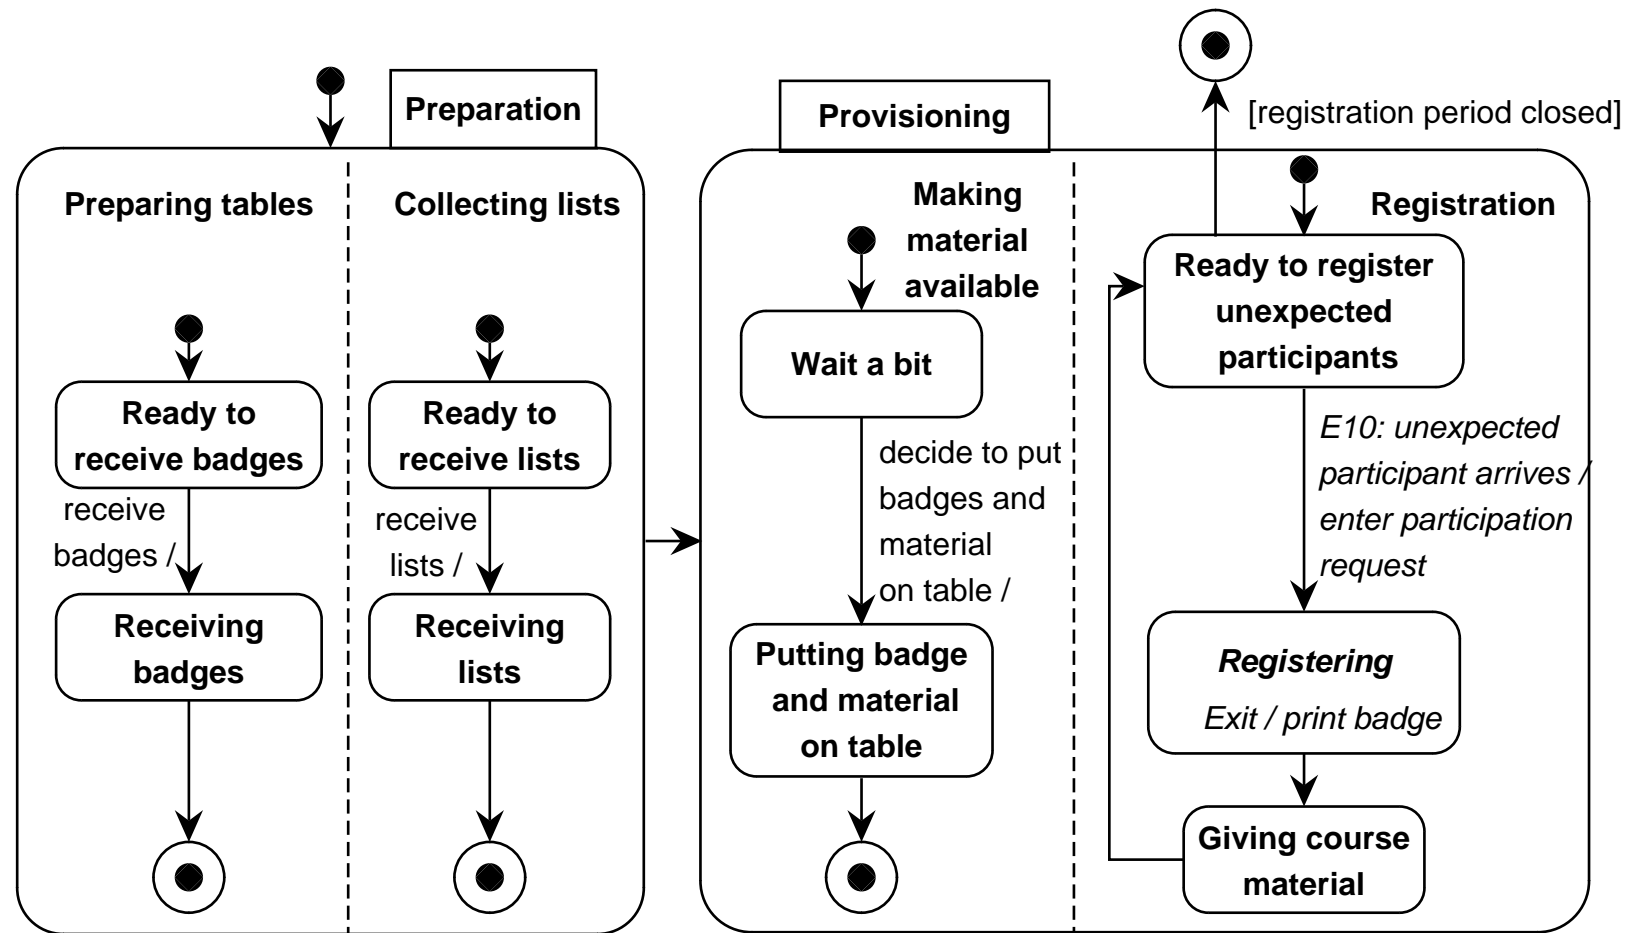 Preparation
Provisioning
[registration period closed]
Preparing tables
Collecting lists
Making
material
available
Registration
Ready to
receive badges
receive
badges /
Receiving
badges
Ready to
receive lists
receive
lists /
Receiving
lists
Wait a bit
decide to put
badges and
material
on table /
Putting badge
and material
on table
Ready to register
unexpected
participants
E10: unexpected
participant arrives /
enter participation
request
Registering
Exit / print badge
Giving course
material